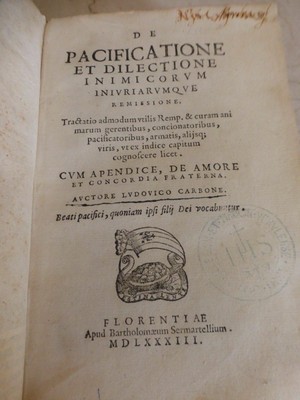 DE
PACIFICATIONE
ET DILECTIONE
INIMICORVM
INIVRIARVMQVE
REMISSIONE.
Tractatio admodum vtilis Remp. & curam ani
marum gerentibus, concionatoribus,
pacificatoribus, armatis, alijsq;
viris, vt ex indice capitum
cognoscere licet.
CVM APENDICE, DE AMORE
ET CONCORDIA FRATERNA.
AVCTORE LVDOVICO CARBONE.
Beati pacifici, quoniam ipsi filij Dei vocabuntur.
FLORENTIAE
Apud Bartholomæum Sermartellium.
MDLXXXIII.
IHS